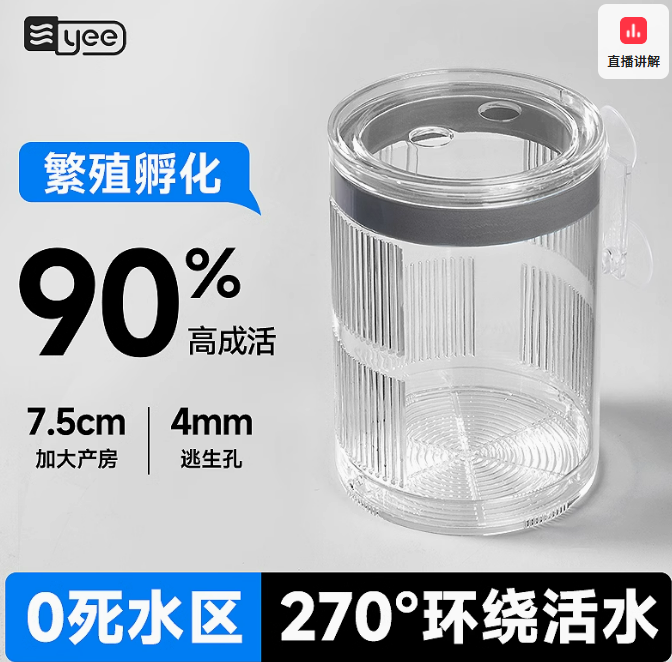 yee
直播讲解
繁殖孵化
90%
高成活
7.5cm
加大产房
4mm
逃生孔
0死水区
270°环绕活水